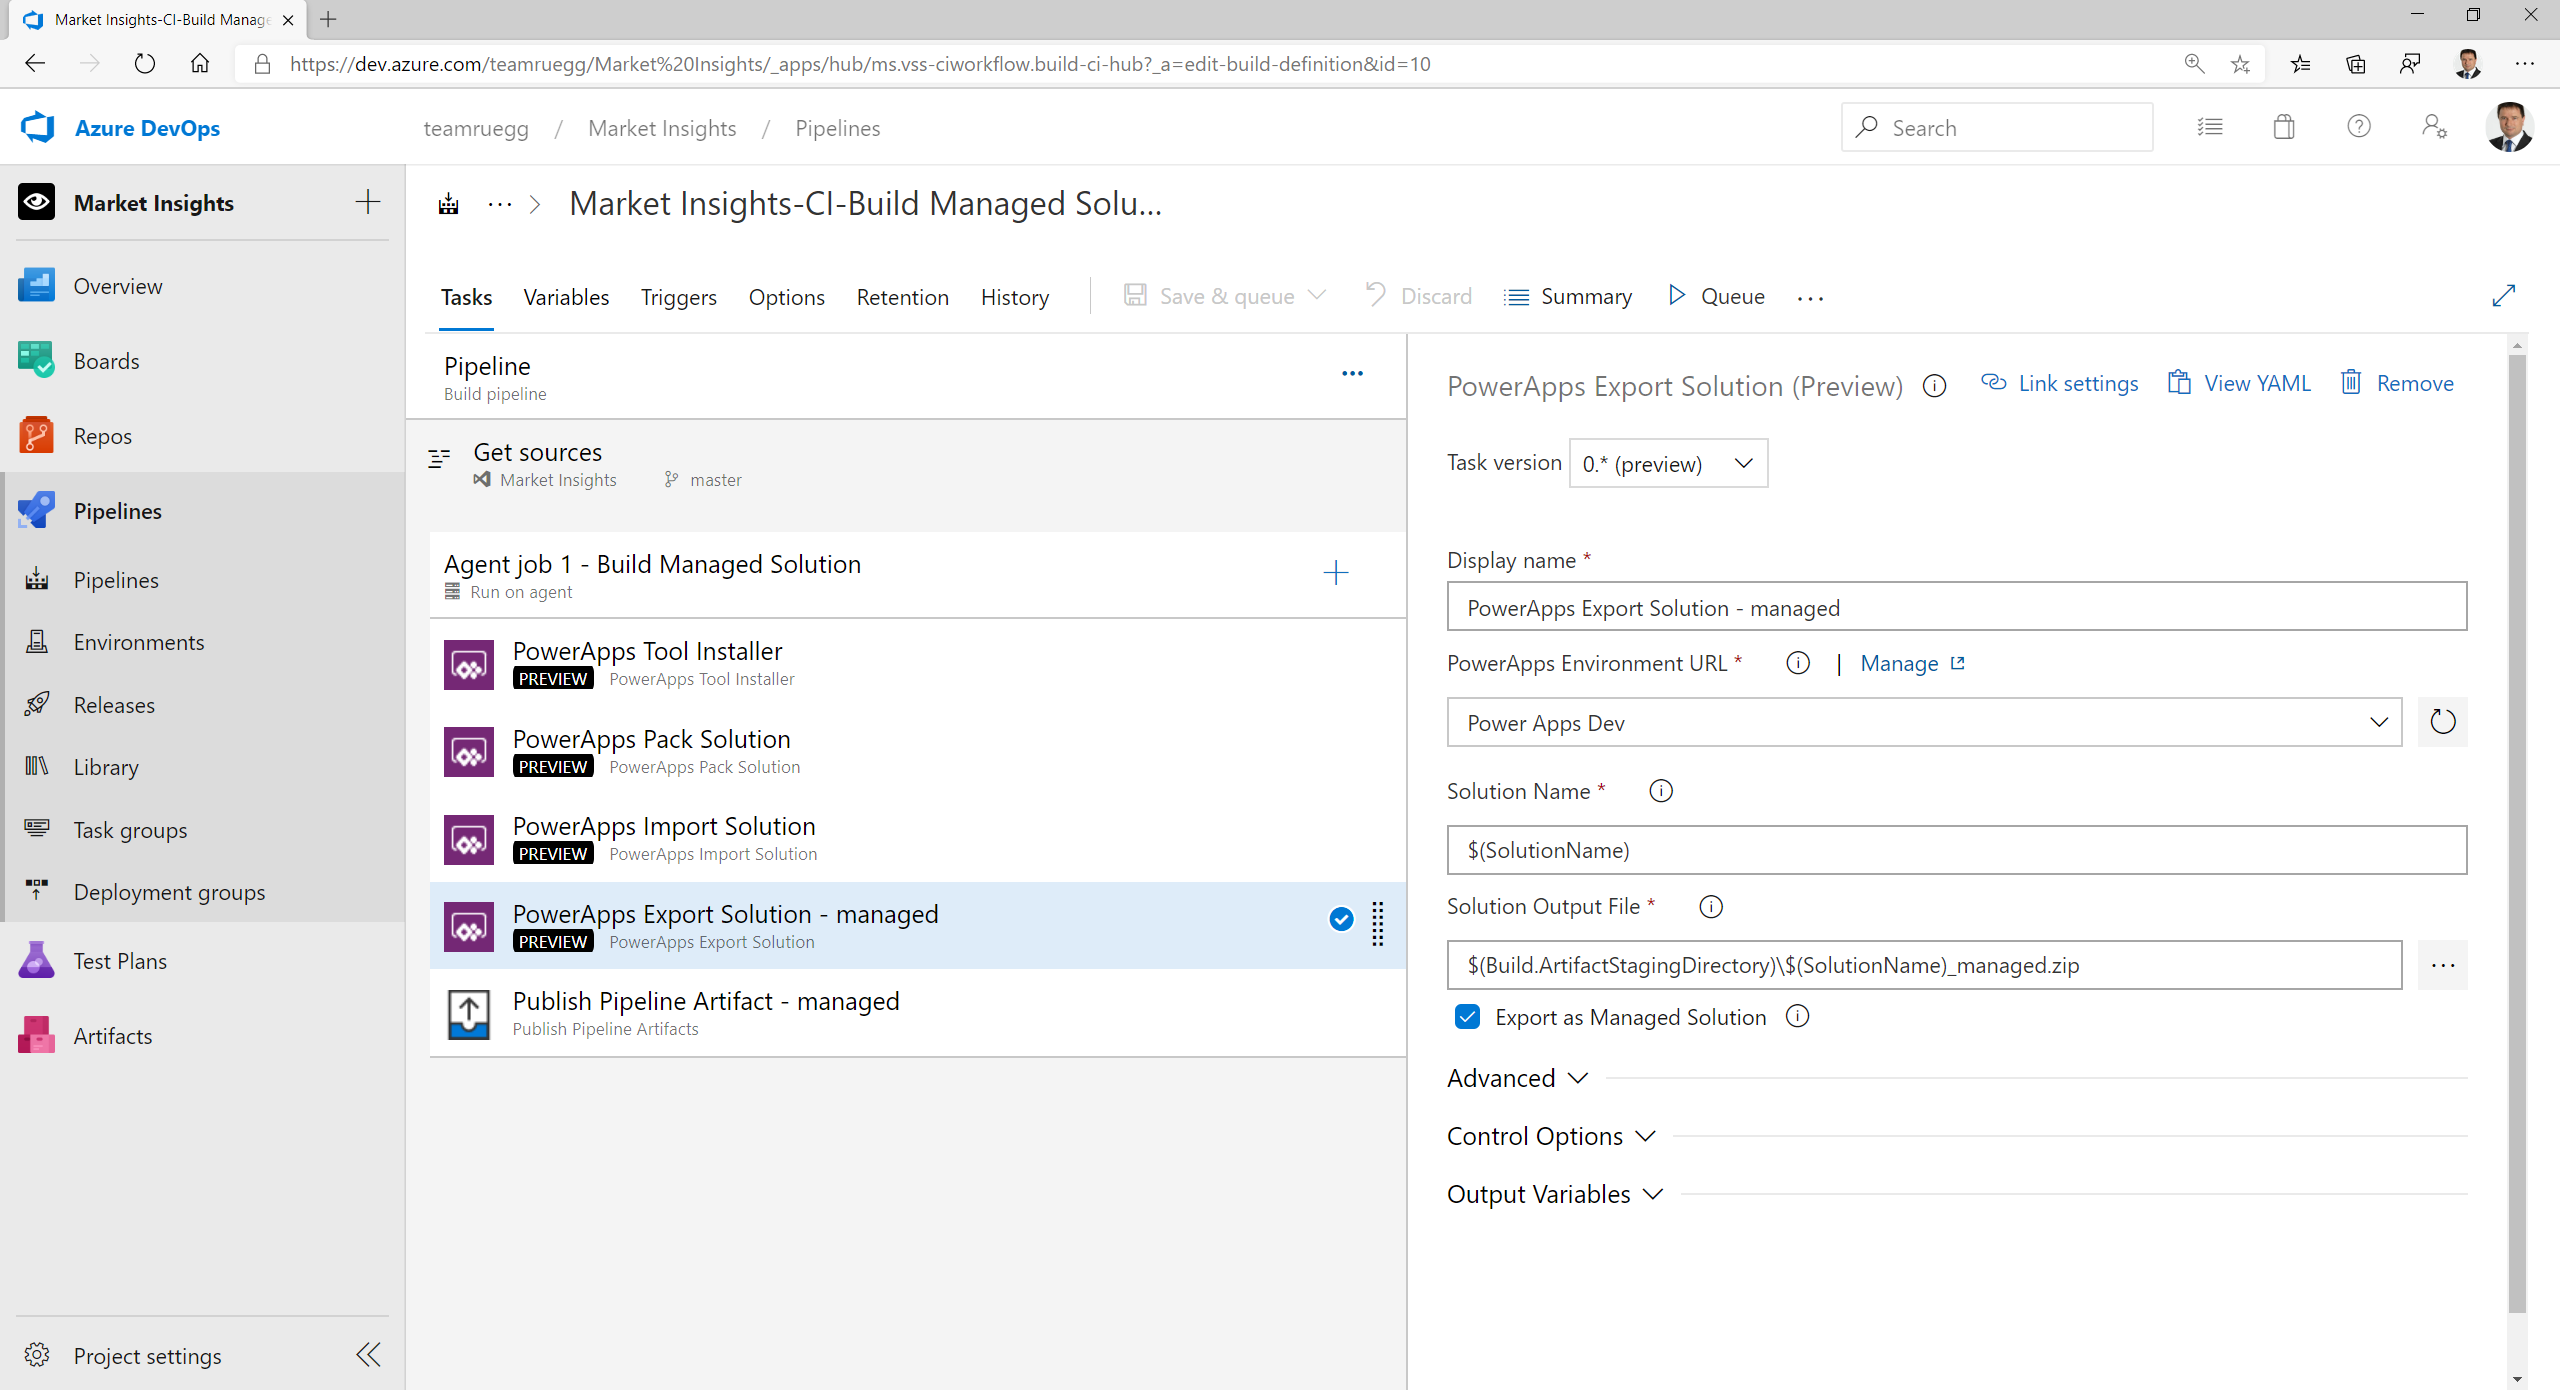 Market Insights-CI-Build Manage
https://dev.azure.com/teamruegg/Market%20Insights/_apps/hub/ms.vss-ciworkflow.build-ci-hub?_a=edit-build-definition&id=10
Azure DevOps
teamruegg / Market Insights / Pipelines
Search
Market Insights
Overview
Boards
Repos
Pipelines
Pipelines
Environments
Releases
Library
Task groups
Deployment groups
Test Plans
Artifacts
Project settings
Market Insights-CI-Build Managed Solu...
Tasks Variables Triggers Options Retention History Save & queue Discard Summary Queue ...
Pipeline
Build pipeline
Get sources
Market Insights master
Agent job 1 - Build Managed Solution
Run on agent
PowerApps Tool Installer
PREVIEW PowerApps Tool Installer
PowerApps Pack Solution
PREVIEW PowerApps Pack Solution
PowerApps Import Solution
PREVIEW PowerApps Import Solution
PowerApps Export Solution - managed
PREVIEW PowerApps Export Solution
Publish Pipeline Artifact - managed
Publish Pipeline Artifacts
PowerApps Export Solution (Preview) Link settings View YAML Remove
Task version 0.* (preview)
Display name *
PowerApps Export Solution - managed
PowerApps Environment URL * | Manage
Power Apps Dev
Solution Name *
$(SolutionName)
Solution Output File *
$(Build.ArtifactStagingDirectory)\$(SolutionName)_managed.zip
Export as Managed Solution
Advanced
Control Options
Output Variables